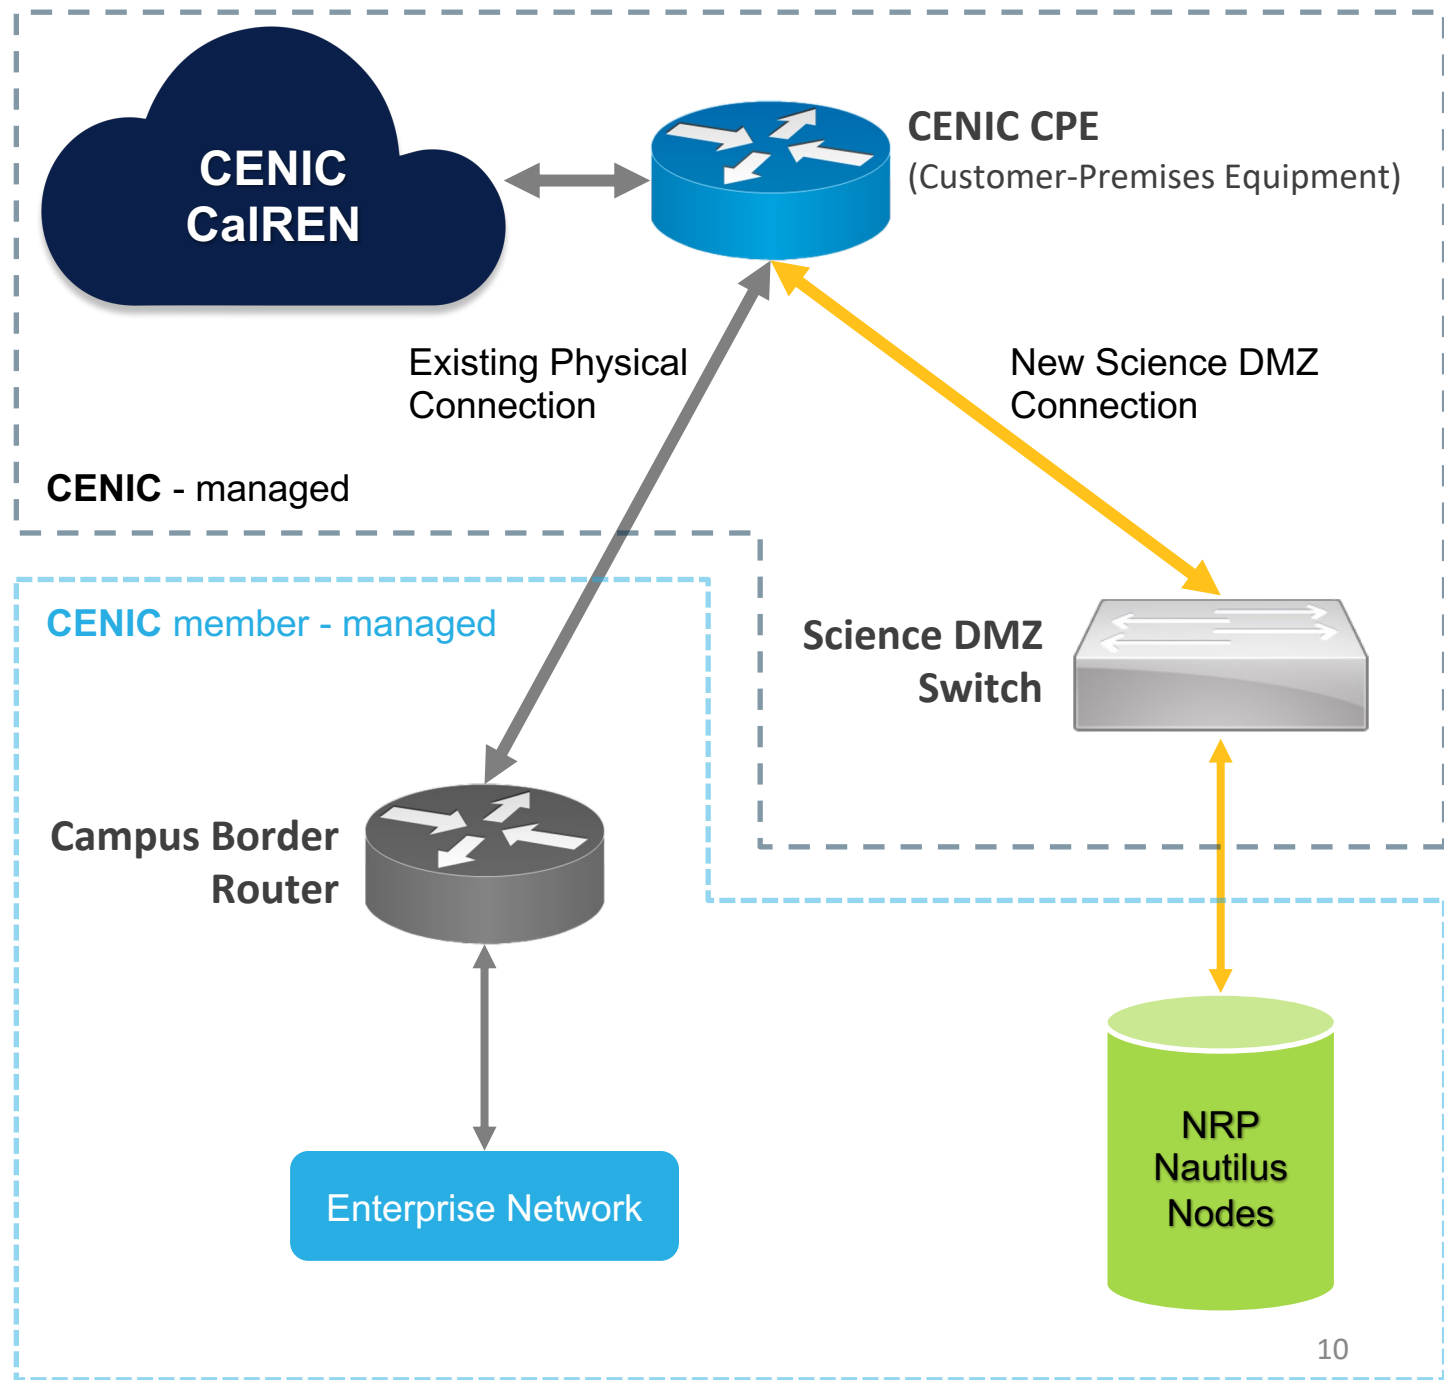 CENIC
CalREN
CENIC CPE
(Customer-Premises Equipment)
Existing Physical
Connection
New Science DMZ
Connection
CENIC - managed
CENIC member - managed
Science DMZ
Switch
Campus Border
Router
Enterprise Network
NRP
Nautilus
Nodes
10